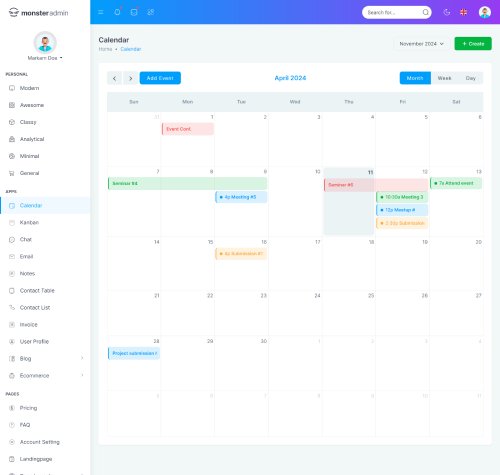 monsteradmin
Search for...
Markarn Doe
PERSONAL
Modern
Awesome
Classy
Analytical
Minimal
General
APPS
Calendar
Kanban
Chat
Email
Notes
Contact Table
Contact List
Invoice
User Profile
Blog
Ecommerce
PAGES
Pricing
FAQ
Account Setting
Landingpage
Calendar
Home • Calendar
November 2024
+ Create
Add Event
April 2024
Month Week Day
Sun Mon Tue Wed Thu Fri Sat
31 1 2 3 4 5 6
Event Conf.
7 8 9 10 11 12 13
Seminar #4 Seminar #6 7a Attend event
4p Meeting #5 10:30a Meeting 3
12p Meetup #
5:30p Submission
14 15 16 17 18 19 20
4p Submission #1
21 22 23 24 25 26 27
28 29 30 1 2 3 4
Project submission #
5 6 7 8 9 10 11